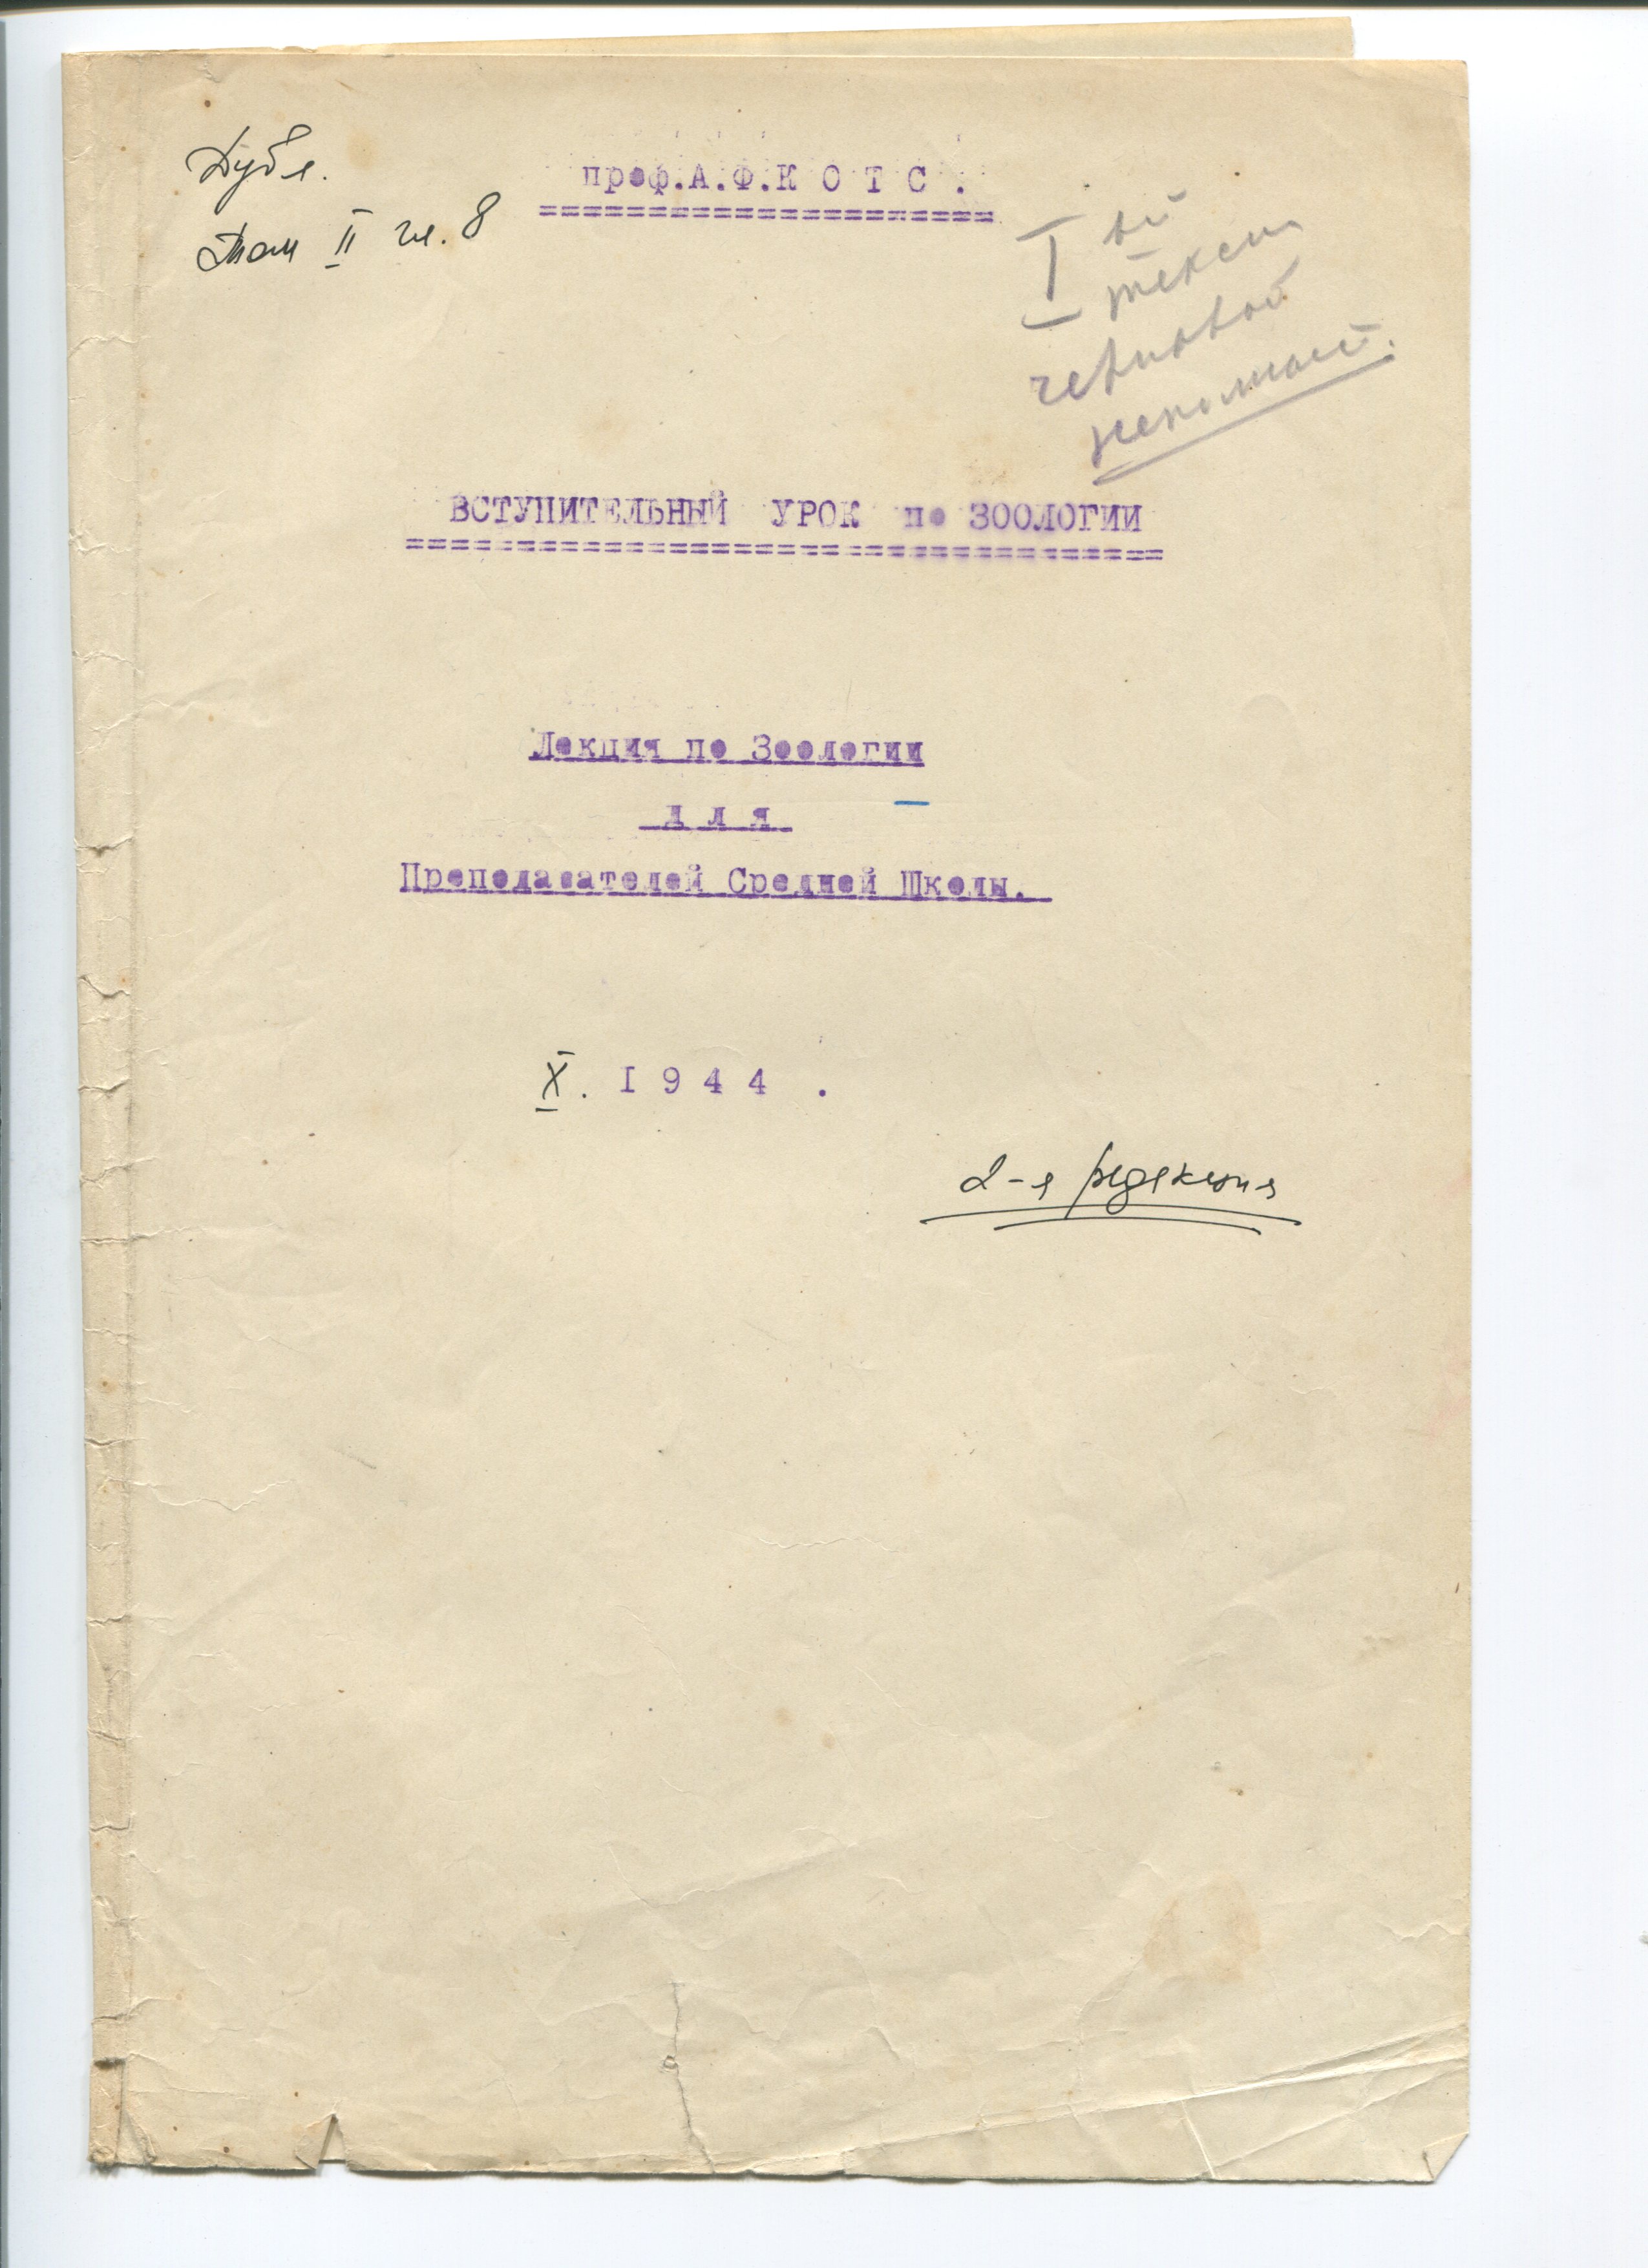 Дубл.
Том II гл. 8
проф.А.Ф.К О Т С .
I ый
текст
черновой
неполный.
ВСТУПИТЕЛЬНЫЙ УРОК по ЗООЛОГИИ
Лекция по Зоологии
д л я
Преподавателей Средней Школы.
X. I 9 4 4 .
2-я редакция